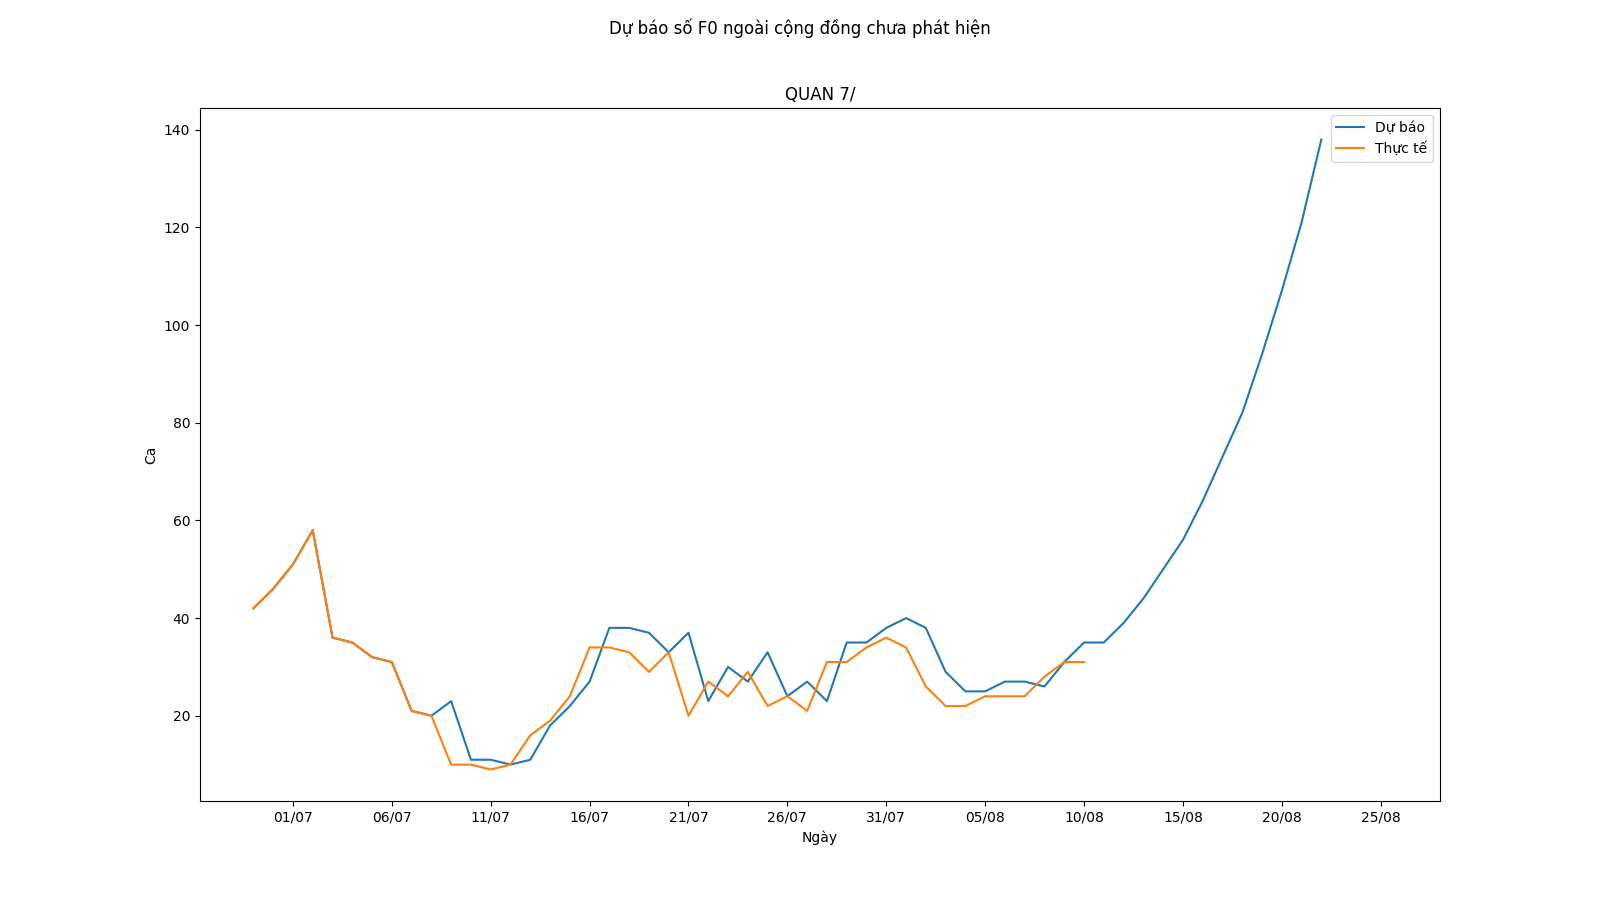 Dự báo số F0 ngoài cộng đồng chưa phát hiện
QUAN 7/
Dự báo
Thực tế
140
120
100
80
60
40
20
Ca
01/07 06/07 11/07 16/07 21/07 26/07 31/07 05/08 10/08 15/08 20/08 25/08
Ngày